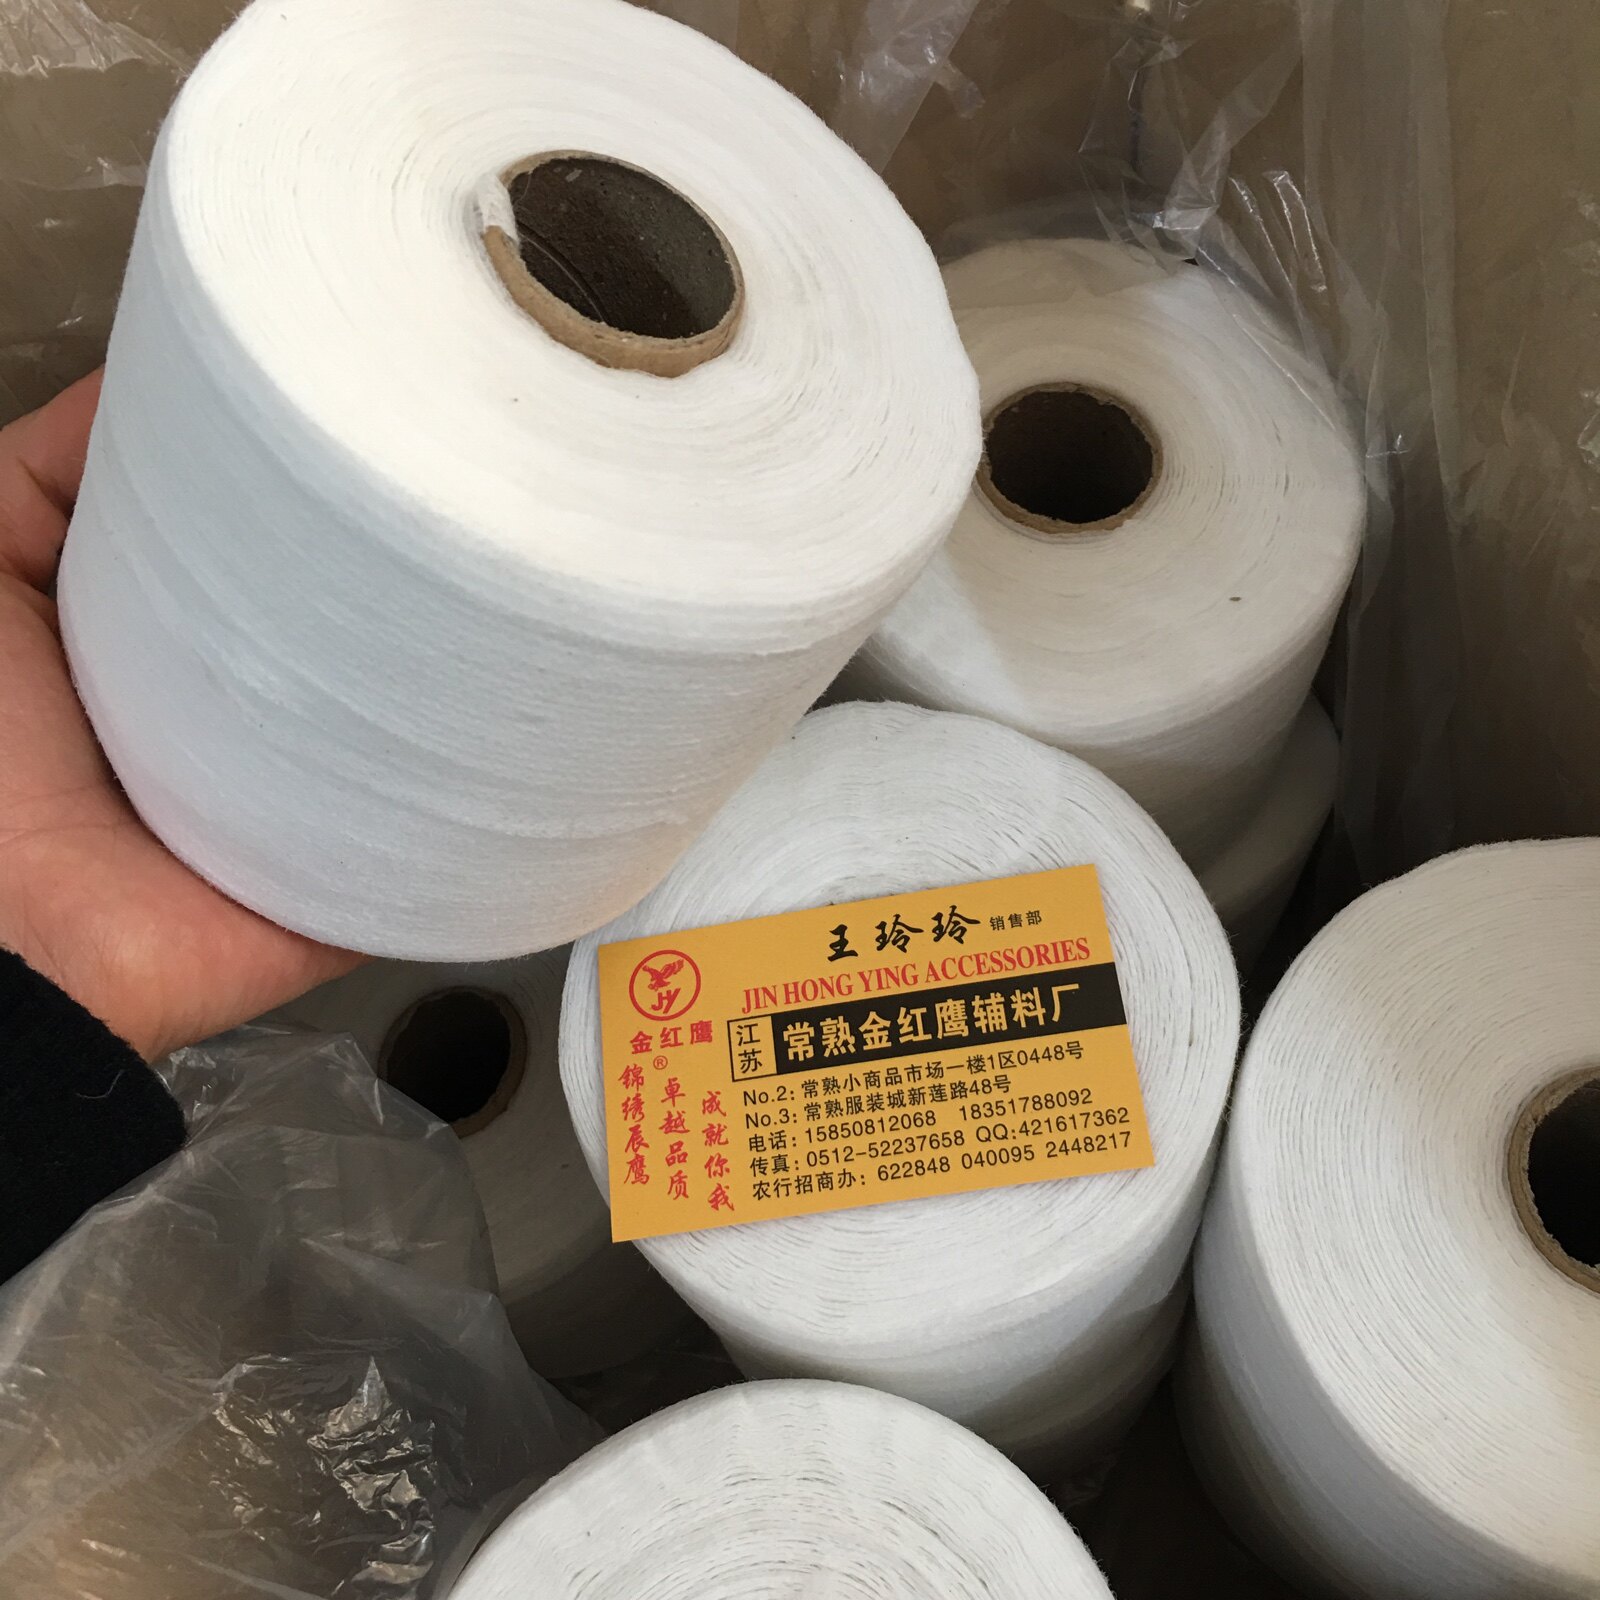 王玲玲 销售部
JIN HONG YING ACCESSORIES
江苏 常熟金红鹰辅料厂
No.2: 常熟小商品市场一楼1区0448号
No.3: 常熟服装城新莲路48号
电话: 15850812068 18351788092
传真: 0512-52237658 QQ:421617362
农行招商办: 622848 040095 2448217
JHY
金红鹰
®
锦绣辰鹰
卓越品质
成就你我